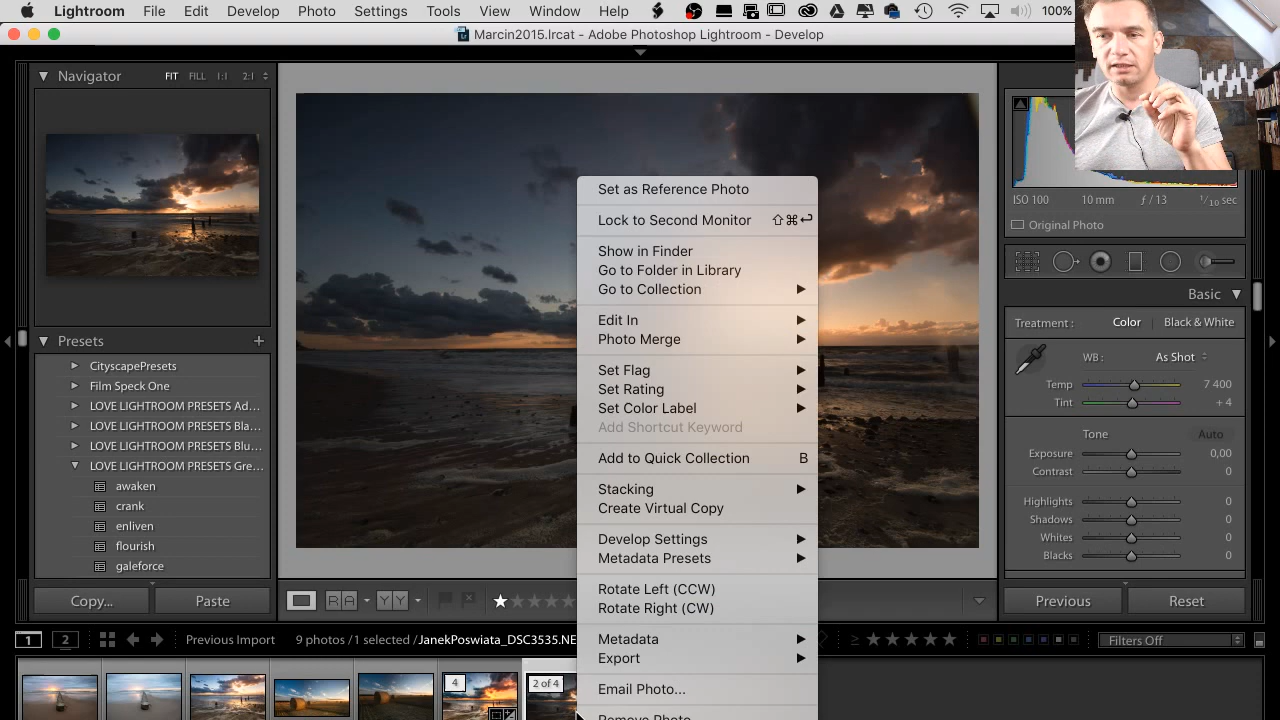 Lightroom File Edit Develop Photo Settings Tools View Window Help 100%
Marcin2015.lrcat - Adobe Photoshop Lightroom - Develop
Navigator FIT FILL 1:1 2:1
Presets +
CityscapePresets
Film Speck One
LOVE LIGHTROOM PRESETS Ad...
LOVE LIGHTROOM PRESETS Bla...
LOVE LIGHTROOM PRESETS Blu...
LOVE LIGHTROOM PRESETS Gre...
awaken
crank
enliven
flourish
galeforce
Copy... Paste
Set as Reference Photo
Lock to Second Monitor ⇧⌘↩
Show in Finder
Go to Folder in Library
Go to Collection
Edit In
Photo Merge
Set Flag
Set Rating
Set Color Label
Add Shortcut Keyword
Add to Quick Collection B
Stacking
Create Virtual Copy
Develop Settings
Metadata Presets
Rotate Left (CCW)
Rotate Right (CW)
Metadata
Export
Email Photo...
Remove Photo
ISO 100 10 mm ƒ / 13 1/10 sec
Original Photo
Basic
Treatment : Color Black & White
WB : As Shot
Temp 7 400
Tint + 4
Tone Auto
Exposure 0,00
Contrast 0
Highlights 0
Shadows 0
Whites 0
Blacks 0
Previous Reset
R A Y Y
1 2 Previous Import 9 photos / 1 selected / JanekPoswiata_DSC3535.NE ≥ Filters Off
4 2 of 4